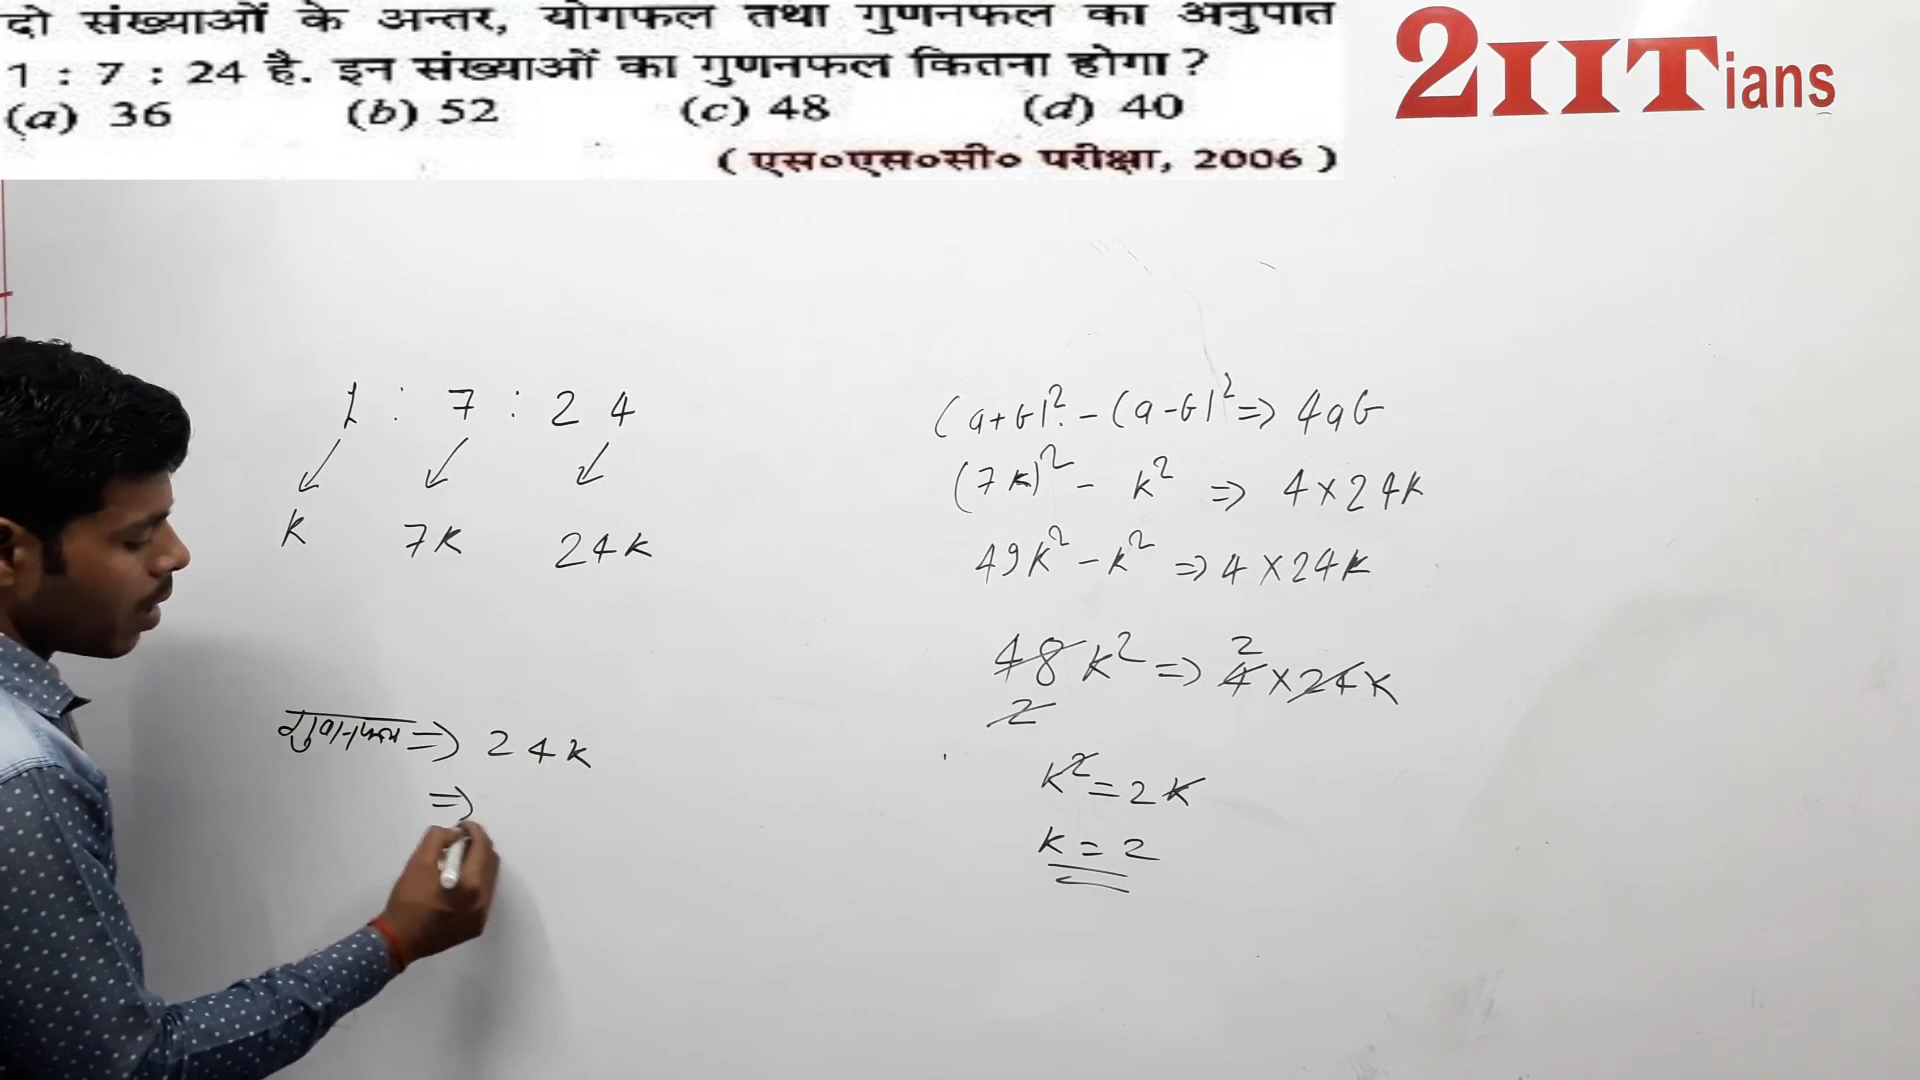 दो संख्याओं के अन्तर, योगफल तथा गुणनफल का अनुपात
1 : 7 : 24 है. इन संख्याओं का गुणनफल कितना होगा ?
(a) 36 (b) 52 (c) 48 (d) 40
( एस०एस०सी० परीक्षा, 2006 )
2IITians
1 : 7 : 24
K 7K 24K
गुणनफल => 24K
=>
(a+b)² - (a-b)² => 4ab
(7K)² - K² => 4×24K
49K² - K² => 4×24K
48K² => 4×24K
2 2
K² = 2K
K = 2